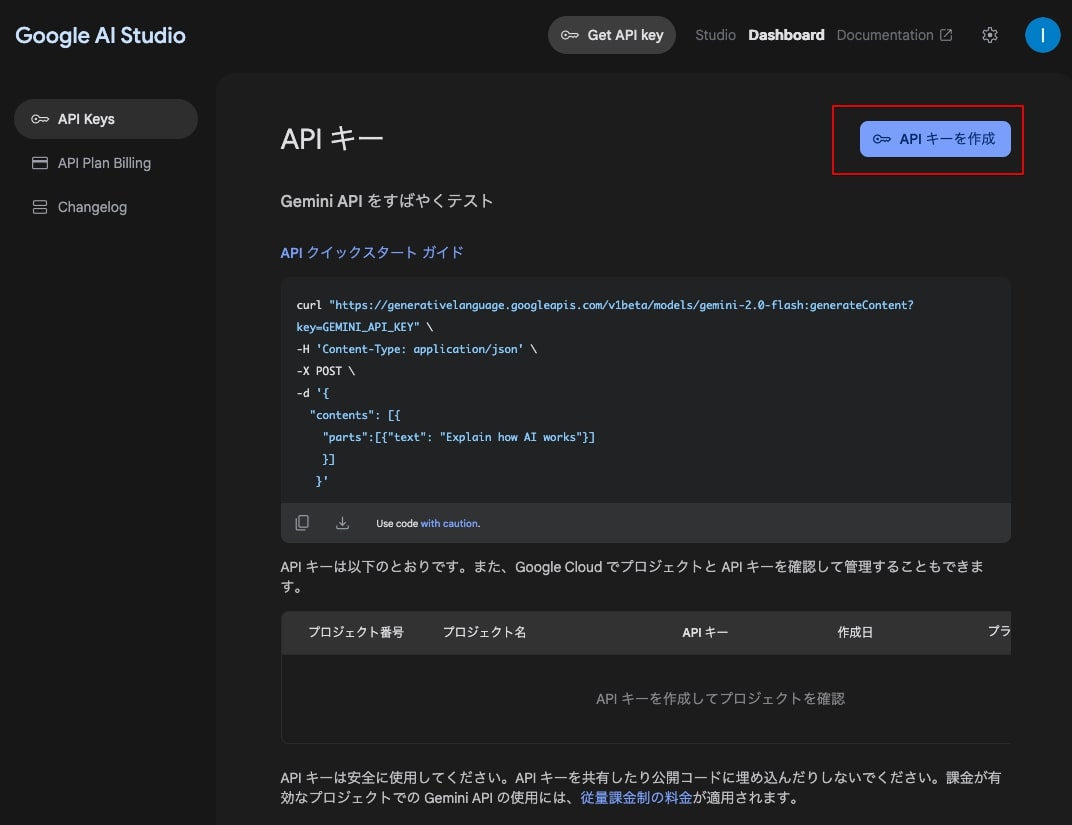 Google AI Studio
Get API key
Studio
Dashboard
Documentation
I
API Keys
API Plan Billing
Changelog
API キー
API キーを作成
Gemini API をすばやくテスト
API クイックスタート ガイド
curl "https://generativelanguage.googleapis.com/v1beta/models/gemini-2.0-flash:generateContent?
key=GEMINI_API_KEY" \
-H 'Content-Type: application/json' \
-X POST \
-d '{
"contents": [{
"parts":[{"text": "Explain how AI works"}]
}]
}'
Use code with caution.
API キーは以下のとおりです。また、Google Cloud でプロジェクトと API キーを確認して管理することもできま
す。
プロジェクト番号 プロジェクト名 API キー 作成日 プラ
API キーを作成してプロジェクトを確認
API キーは安全に使用してください。API キーを共有したり公開コードに埋め込んだりしないでください。課金が有
効なプロジェクトでの Gemini API の使用には、従量課金制の料金が適用されます。